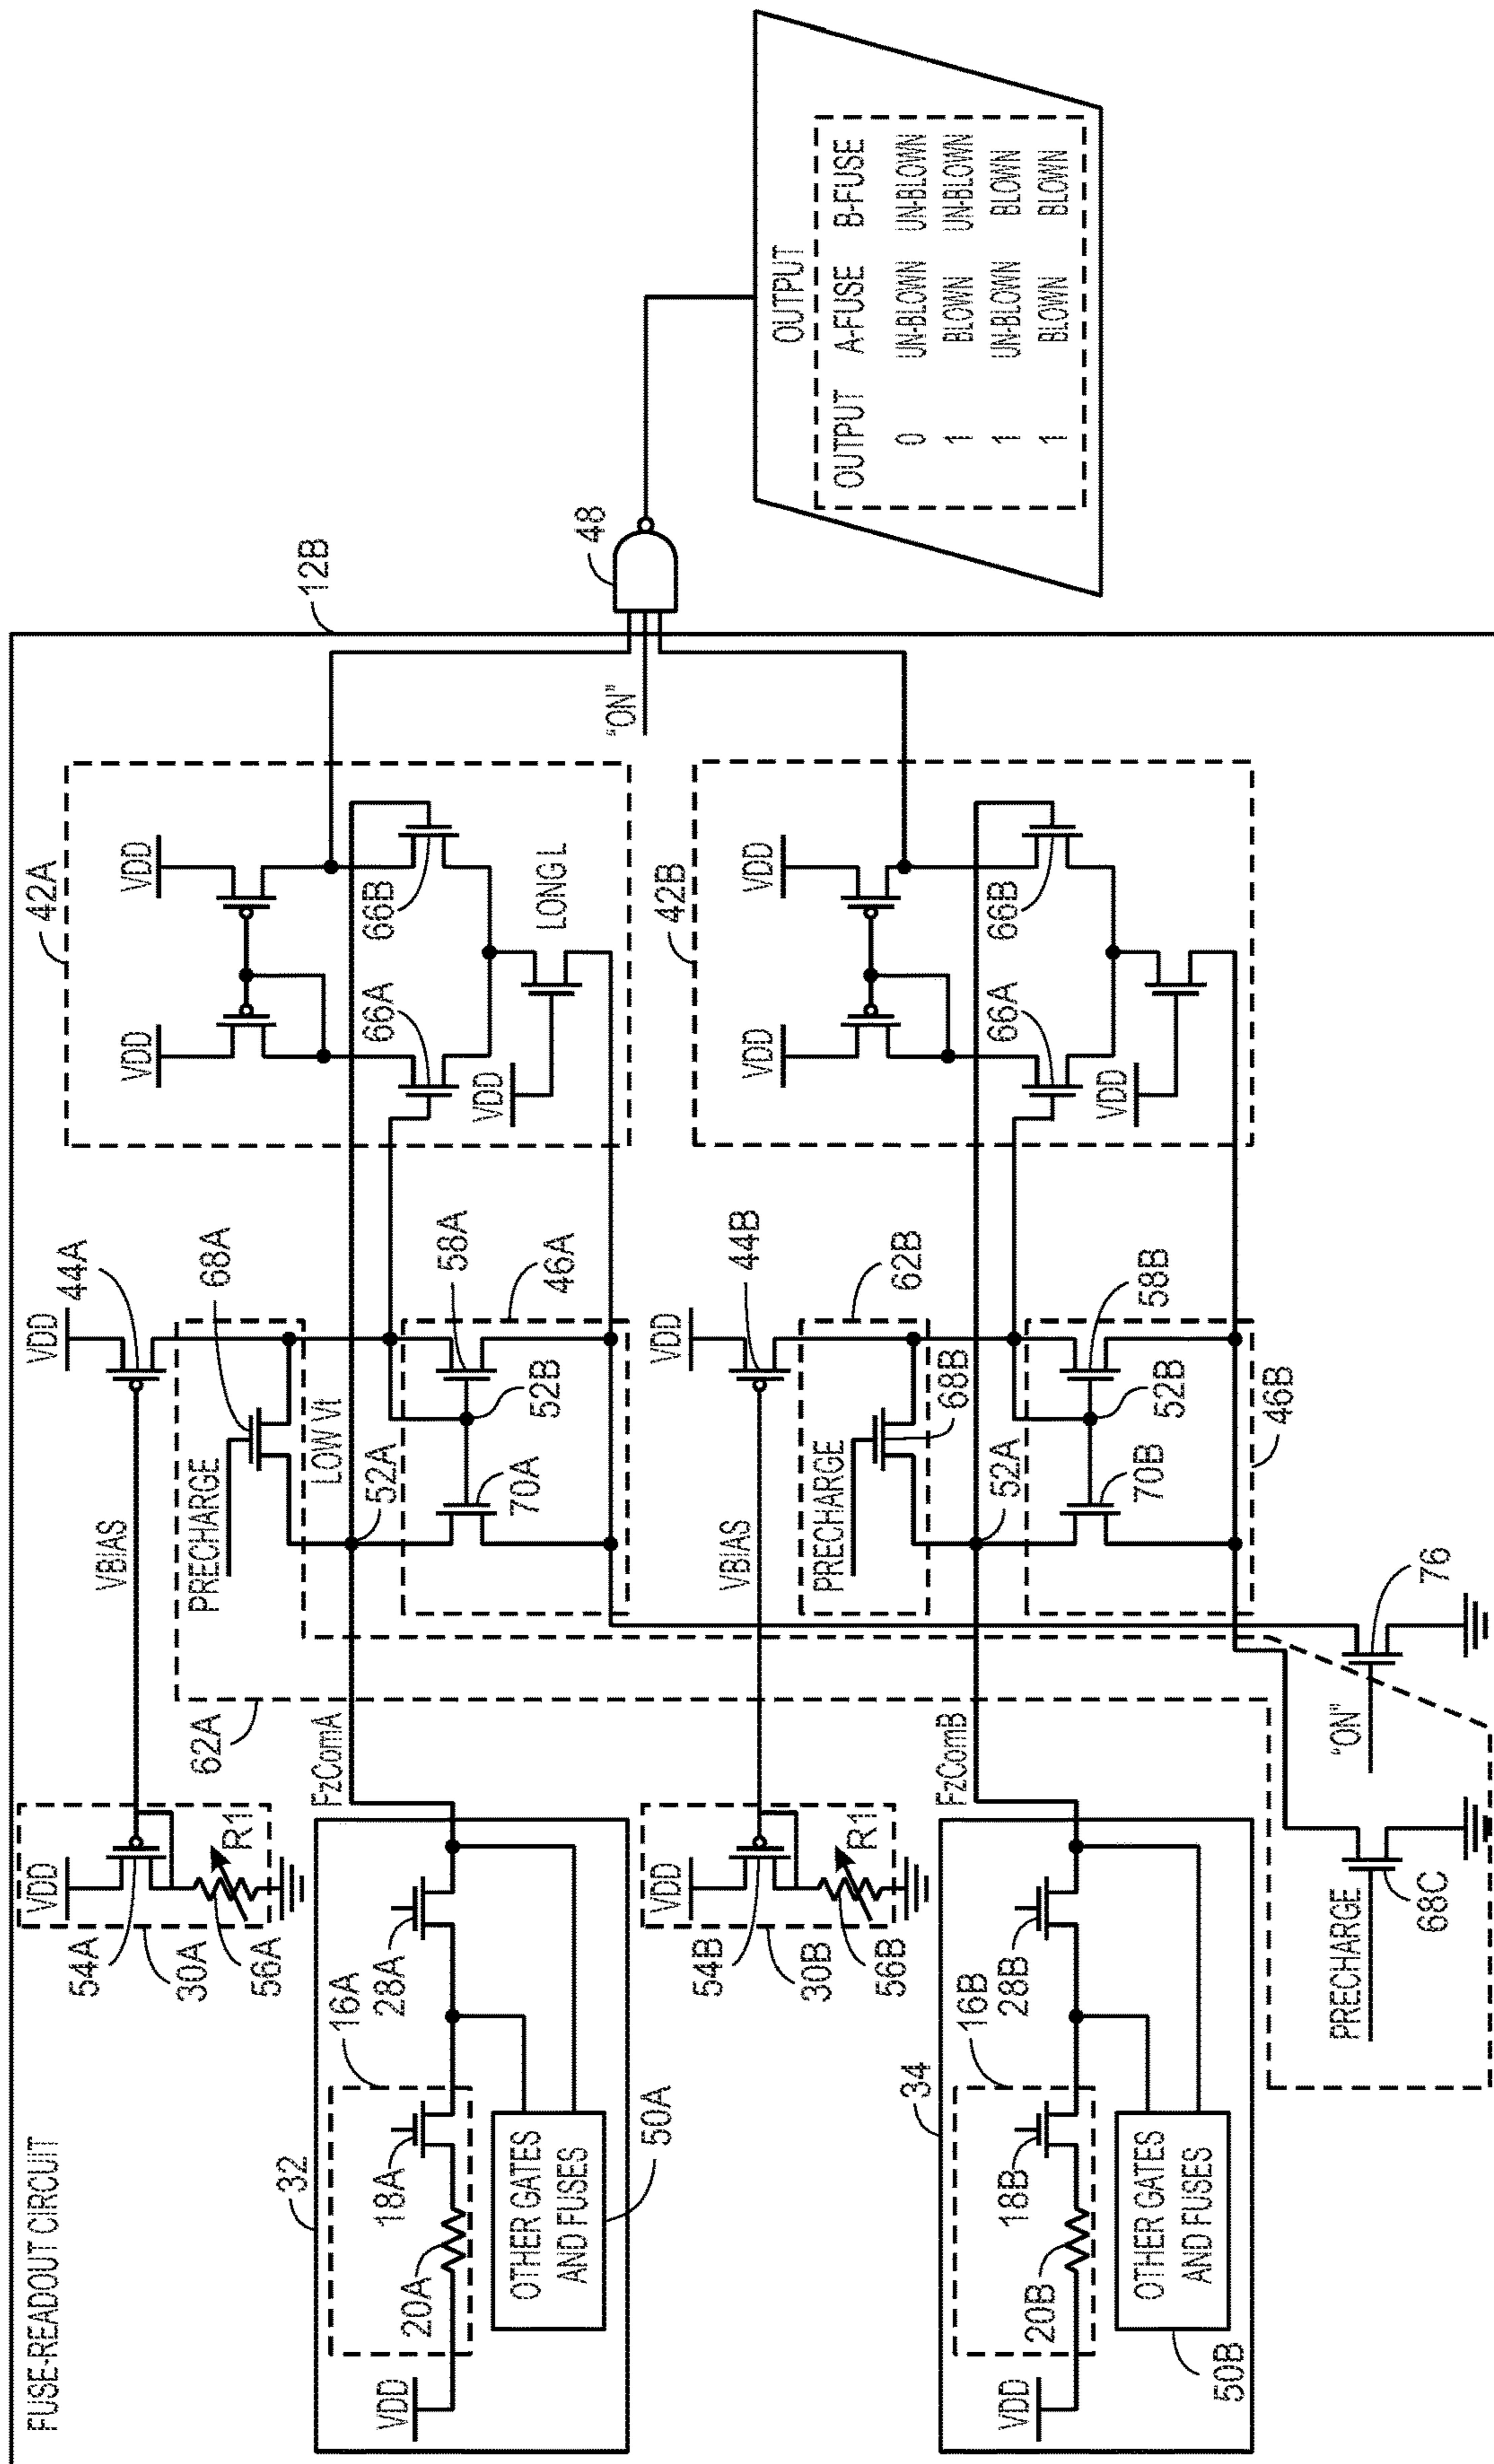 FUSE-READOUT CIRCUIT
12B
VDD
54A
30A
56A
R1
VBIAS
VDD
44A
68A
PRECHARGE
LOW Vt
62A
FzComA
52A
52B
70A
58A
46A
42A
VDD
VDD
66A
66B
VDD
LONG L
32
16A
18A
20A
28A
VDD
OTHER GATES
AND FUSES
50A
"ON"
48
VDD
54B
30B
56B
R1
VBIAS
VDD
44B
62B
68B
PRECHARGE
FzComB
52A
52B
70B
58B
46B
42B
VDD
VDD
66A
66B
VDD
34
16B
18B
20B
28B
VDD
OTHER GATES
AND FUSES
50B
PRECHARGE
68C
"ON"
76
OUTPUT
OUTPUT A-FUSE B-FUSE
0 UN-BLOWN UN-BLOWN
1 BLOWN UN-BLOWN
1 UN-BLOWN BLOWN
1 BLOWN BLOWN